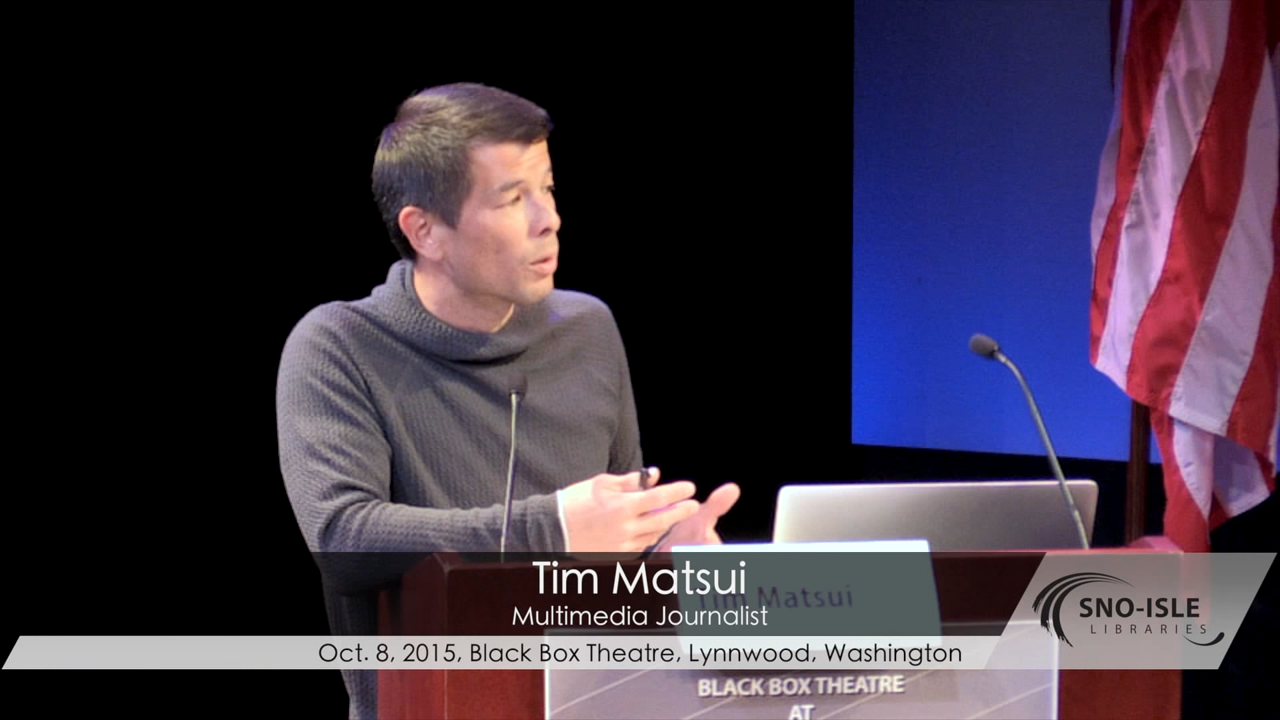 Tim Matsui
Multimedia Journalist
Tim Matsui
SNO-ISLE
LIBRARIES
Oct. 8, 2015, Black Box Theatre, Lynnwood, Washington
BLACK BOX THEATRE
AT